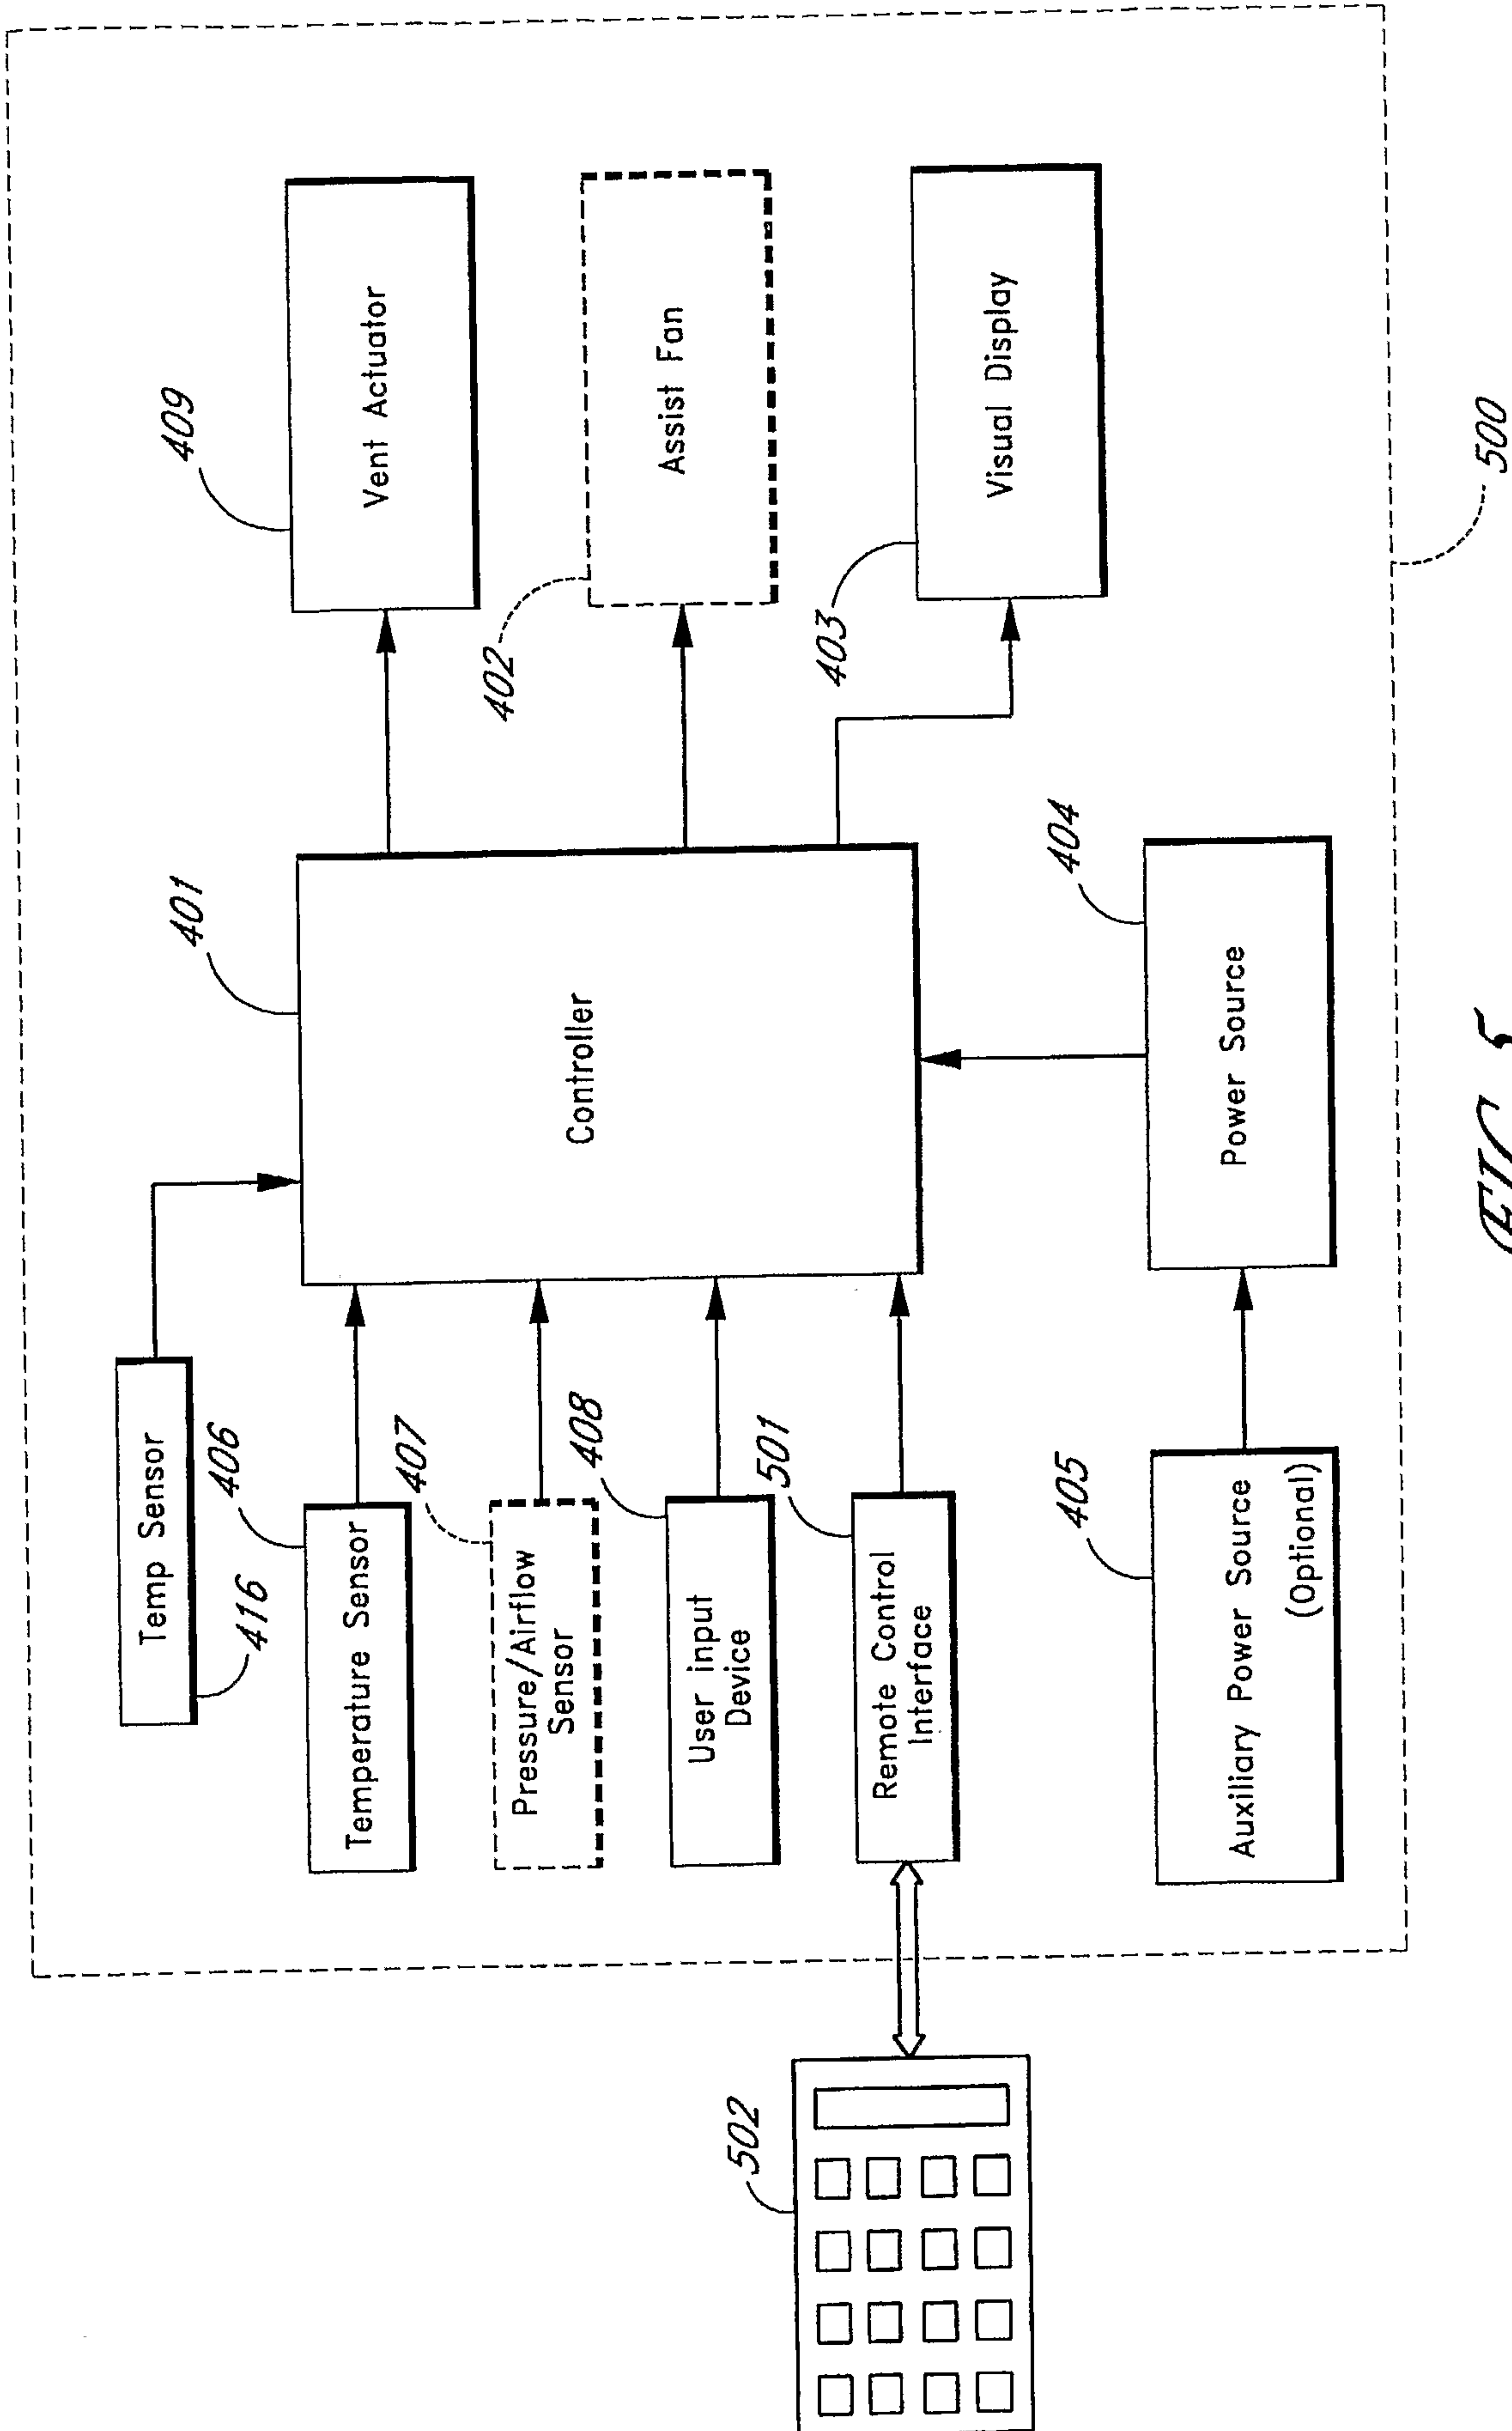 Temp Sensor
416
406
Temperature Sensor
407
Pressure/Airflow
Sensor
408
User input
Device
501
Remote Control
Interface
502
401
Controller
409
Vent Actuator
402
Assist Fan
403
Visual Display
404
Power Source
405
Auxiliary Power Source
(Optional)
500
FIG. 5